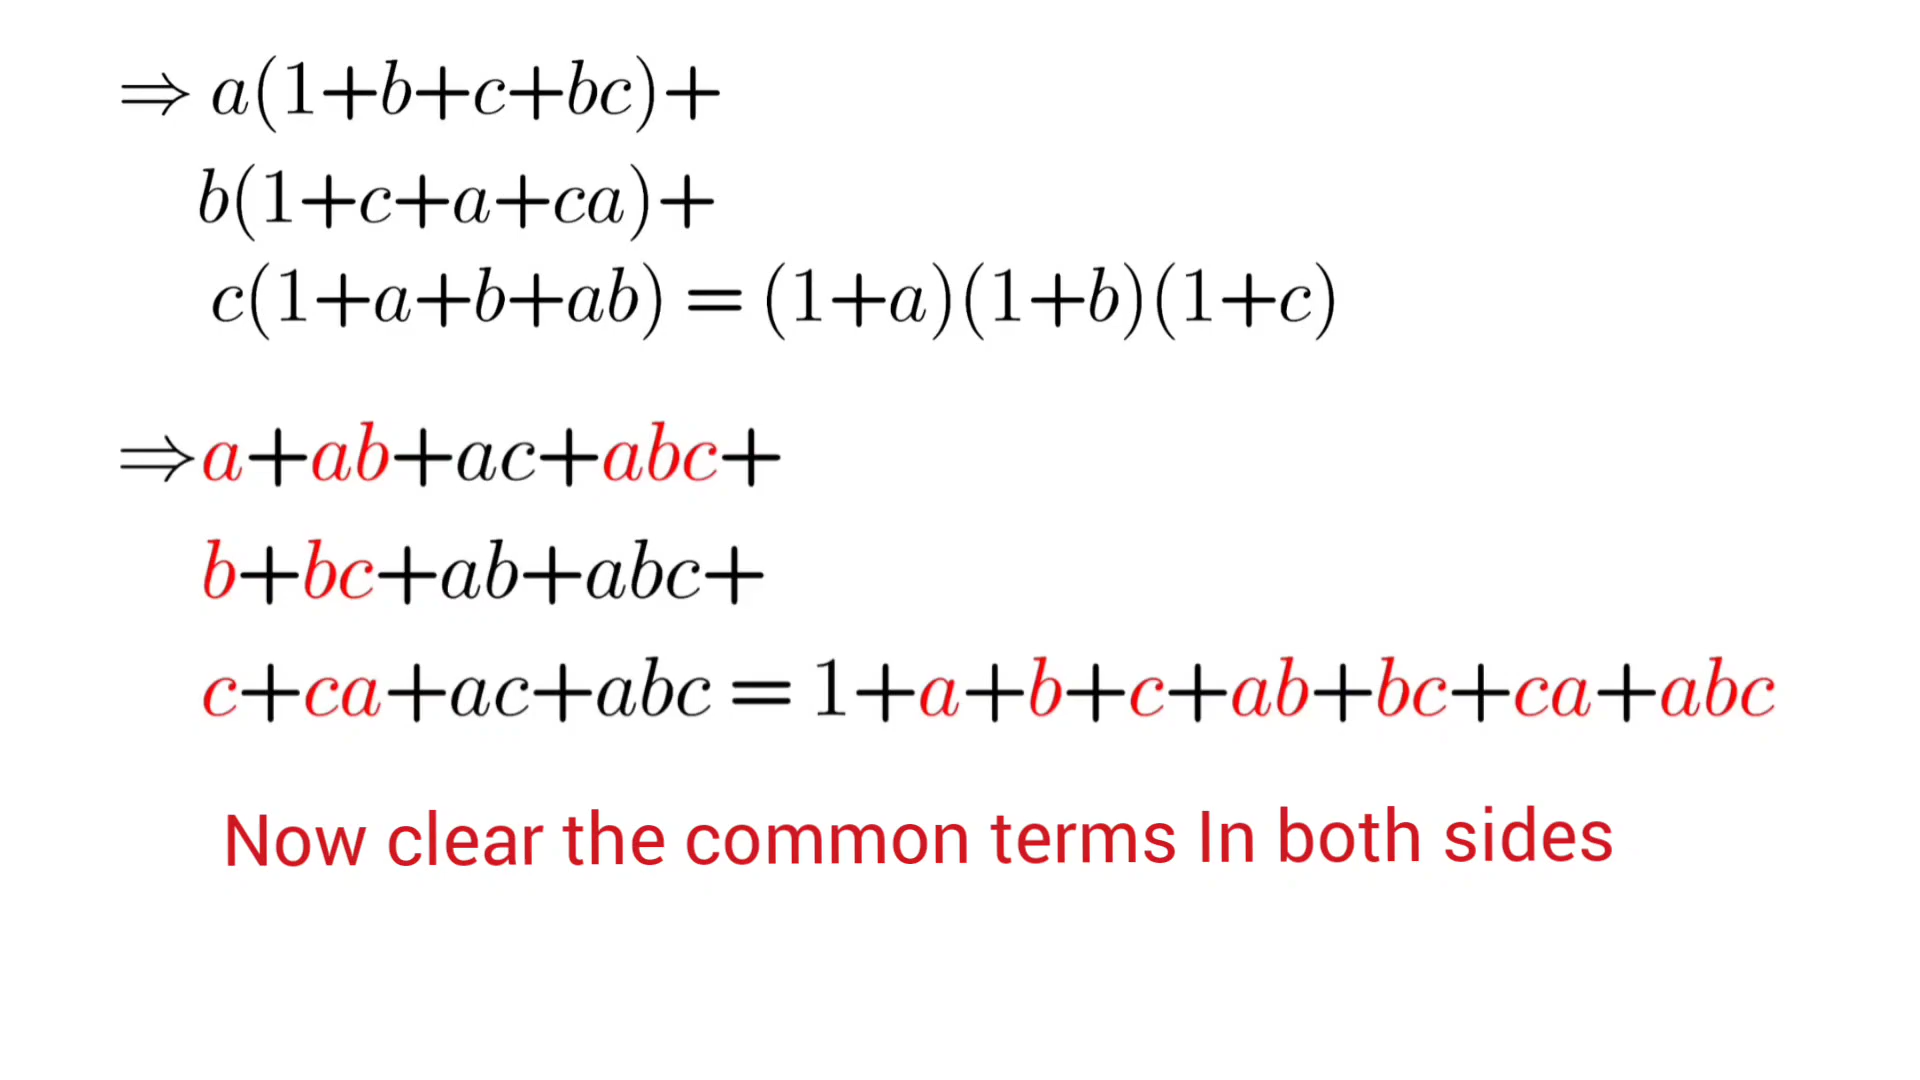 ⇒ a(1+b+c+bc)+
b(1+c+a+ca)+
c(1+a+b+ab) = (1+a)(1+b)(1+c)
⇒a+ab+ac+abc+
b+bc+ab+abc+
c+ca+ac+abc = 1+a+b+c+ab+bc+ca+abc
Now clear the common terms In both sides